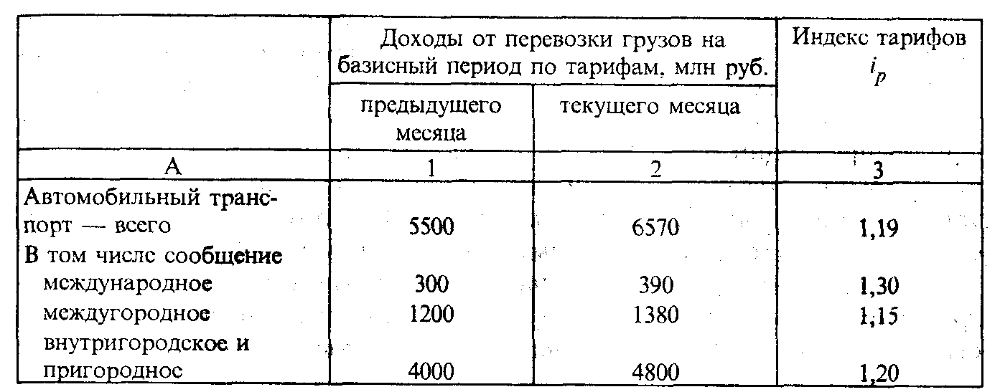 Доходы от перевозки грузов на
базисный период по тарифам, млн руб.
Индекс тарифов
i_p
предыдущего
месяца
текущего месяца
А 1 2 3
Автомобильный транс-
порт — всего 5500 6570 1,19
В том числе сообщение
международное 300 390 1,30
междугородное 1200 1380 1,15
внутригородское и
пригородное 4000 4800 1,20